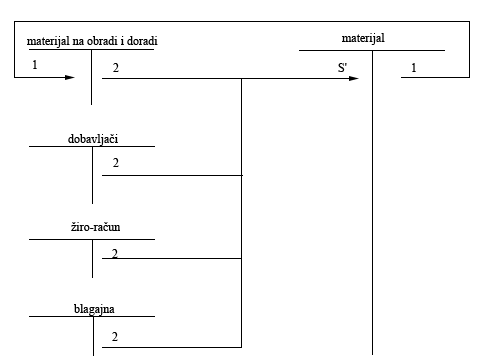 materijal na obradi i doradi
materijal
1
2
S'
1
dobavljači
2
žiro-račun
2
blagajna
2